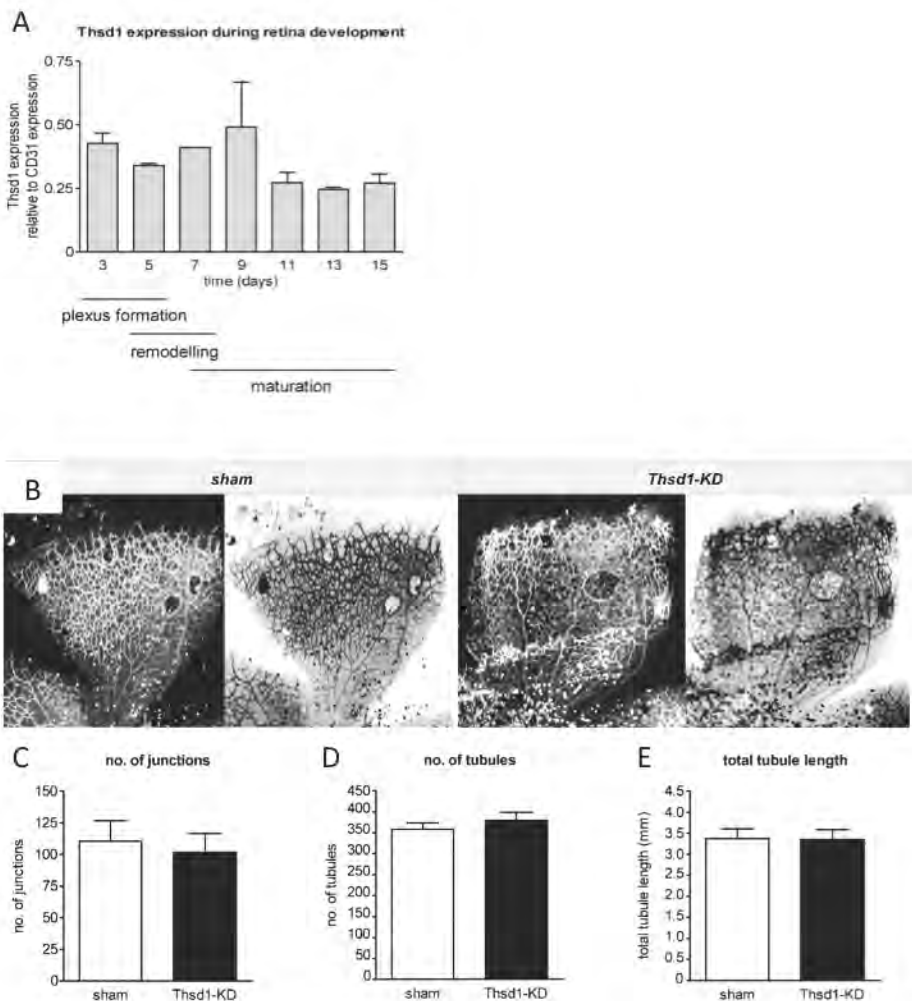 A
Thsd1 expression during retina development
Thsd1 expression
relative to CD31 expression
0.75
0.50
0.25
0
3 5 7 9 11 13 15
time (days)
plexus formation
remodelling
maturation
B
sham Thsd1-KD
C no. of junctions
no. of junctions
150
125
100
75
50
25
0
sham Thsd1-KD
D no. of tubules
no. of tubules
450
400
350
300
250
200
150
100
50
0
sham Thsd1-KD
E total tubule length
total tubule length (mm)
4.5
4.0
3.5
3.0
2.5
2.0
1.5
1.0
0.5
0
sham Thsd1-KD